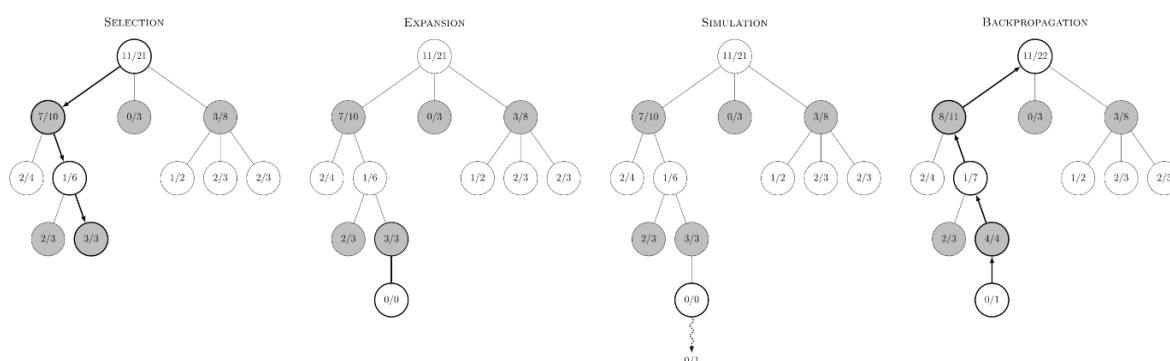 SELECTION EXPANSION SIMULATION BACKPROPAGATION
11/21 11/21 11/21 11/22
7/10 0/3 3/8 7/10 0/3 3/8 7/10 0/3 3/8 8/11 0/3 3/8
2/4 1/6 1/2 2/3 2/3 2/4 1/6 1/2 2/3 2/3 2/4 1/6 1/2 2/3 2/3 2/4 1/7 1/2 2/3 2/3
2/3 3/3 2/3 3/3 2/3 3/3 2/3 4/4
0/0 0/0 0/1
0/1